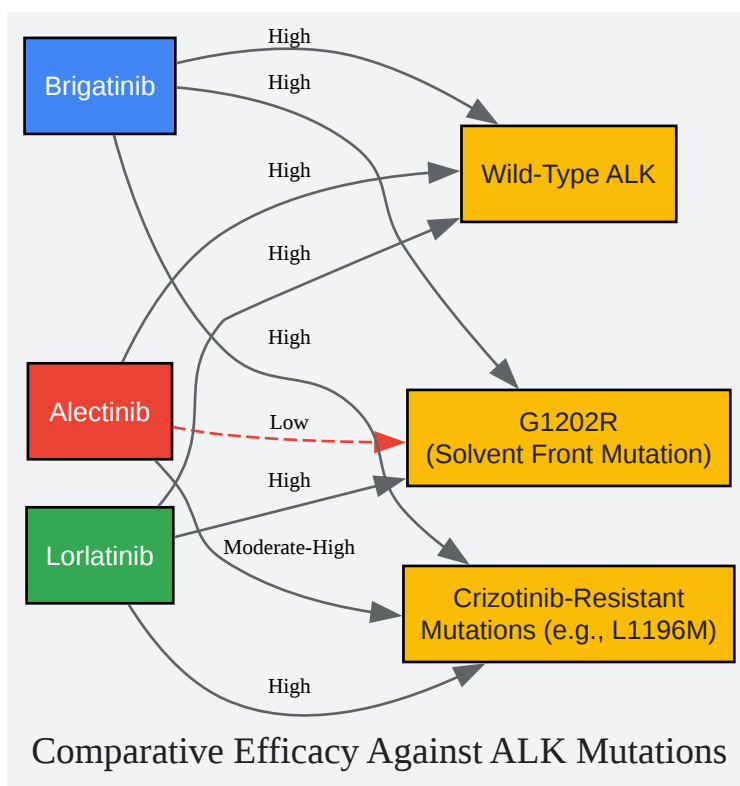 High
Brigatinib
High
High
Wild-Type ALK
High
High
Alectinib
Low
G1202R
(Solvent Front Mutation)
High
Lorlatinib
Moderate-High
Crizotinib-Resistant
Mutations (e.g., L1196M)
High
Comparative Efficacy Against ALK Mutations